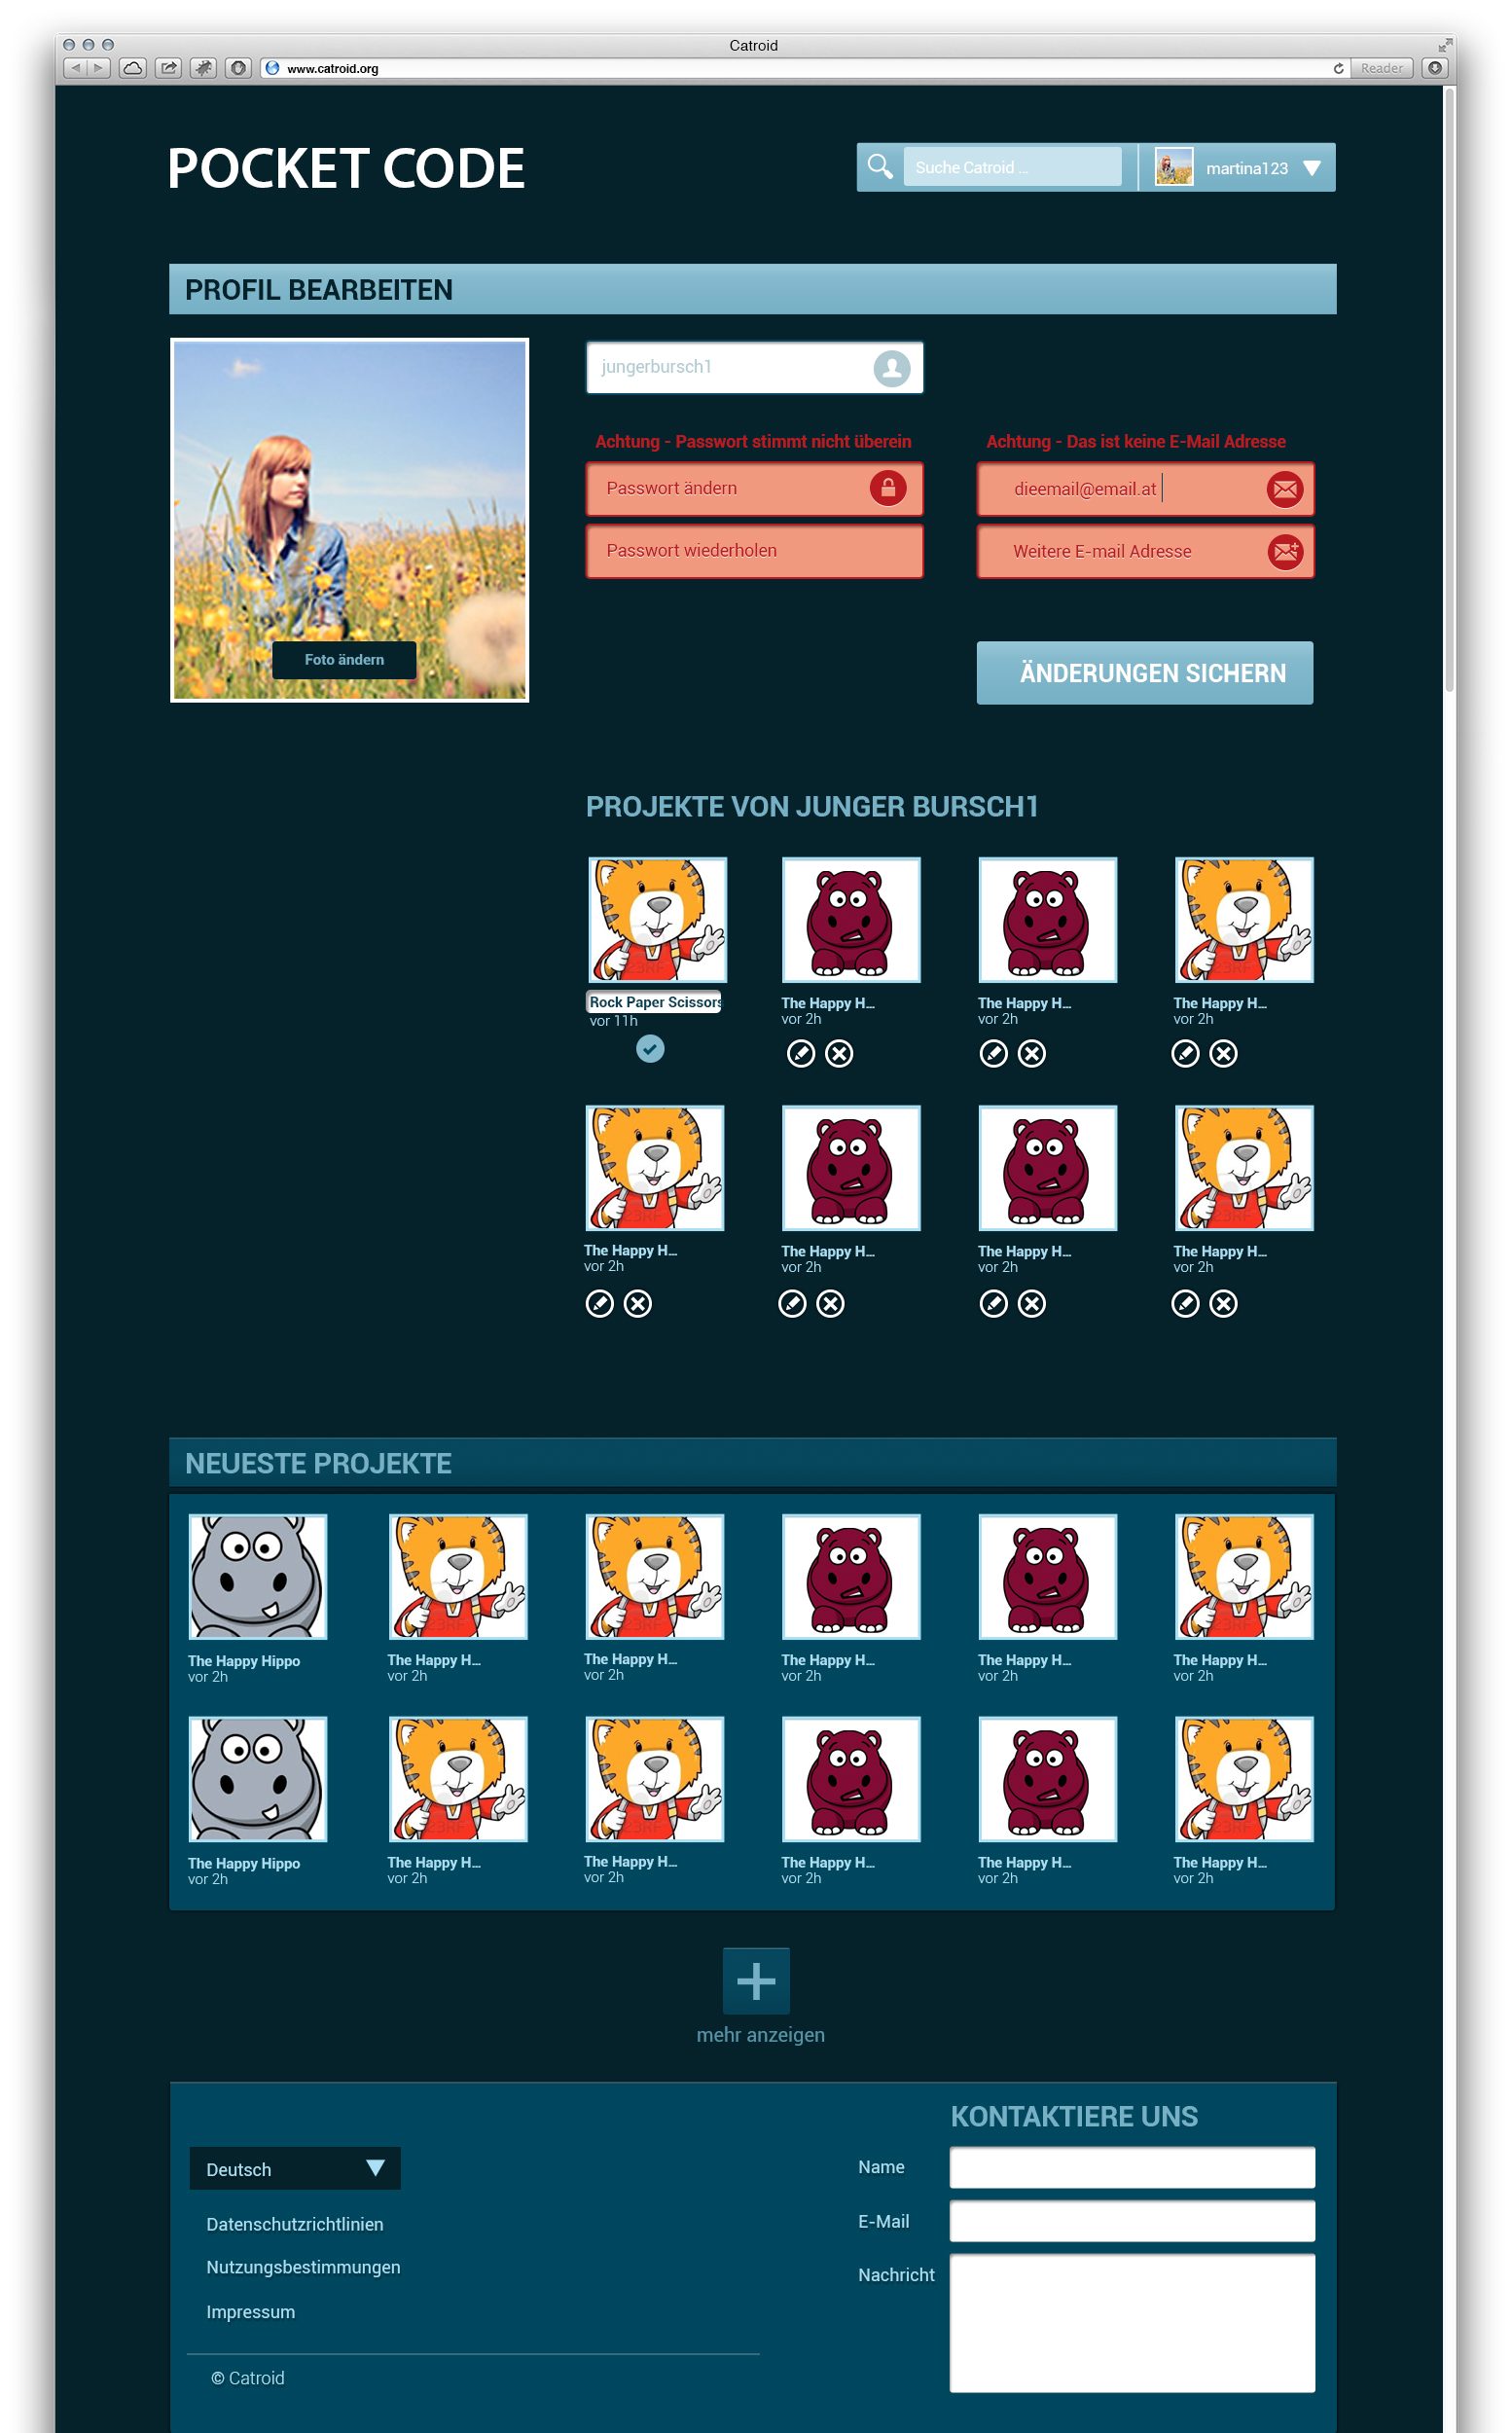 Catroid
www.catroid.org
Reader
POCKET CODE
Suche Catroid ...
martina123
PROFIL BEARBEITEN
jungerbursch1
Achtung - Passwort stimmt nicht überein
Achtung - Das ist keine E-Mail Adresse
Passwort ändern
dieemail@email.at
Passwort wiederholen
Weitere E-mail Adresse
Foto ändern
ÄNDERUNGEN SICHERN
PROJEKTE VON JUNGER BURSCH1
Rock Paper Scissors
vor 11h
The Happy H...
vor 2h
The Happy H...
vor 2h
The Happy H...
vor 2h
The Happy H...
vor 2h
The Happy H...
vor 2h
The Happy H...
vor 2h
The Happy H...
vor 2h
NEUESTE PROJEKTE
The Happy Hippo
vor 2h
The Happy H...
vor 2h
The Happy H...
vor 2h
The Happy H...
vor 2h
The Happy H...
vor 2h
The Happy H...
vor 2h
The Happy Hippo
vor 2h
The Happy H...
vor 2h
The Happy H...
vor 2h
The Happy H...
vor 2h
The Happy H...
vor 2h
The Happy H...
vor 2h
mehr anzeigen
KONTAKTIERE UNS
Deutsch
Name
Datenschutzrichtlinien
E-Mail
Nutzungsbestimmungen
Nachricht
Impressum
© Catroid